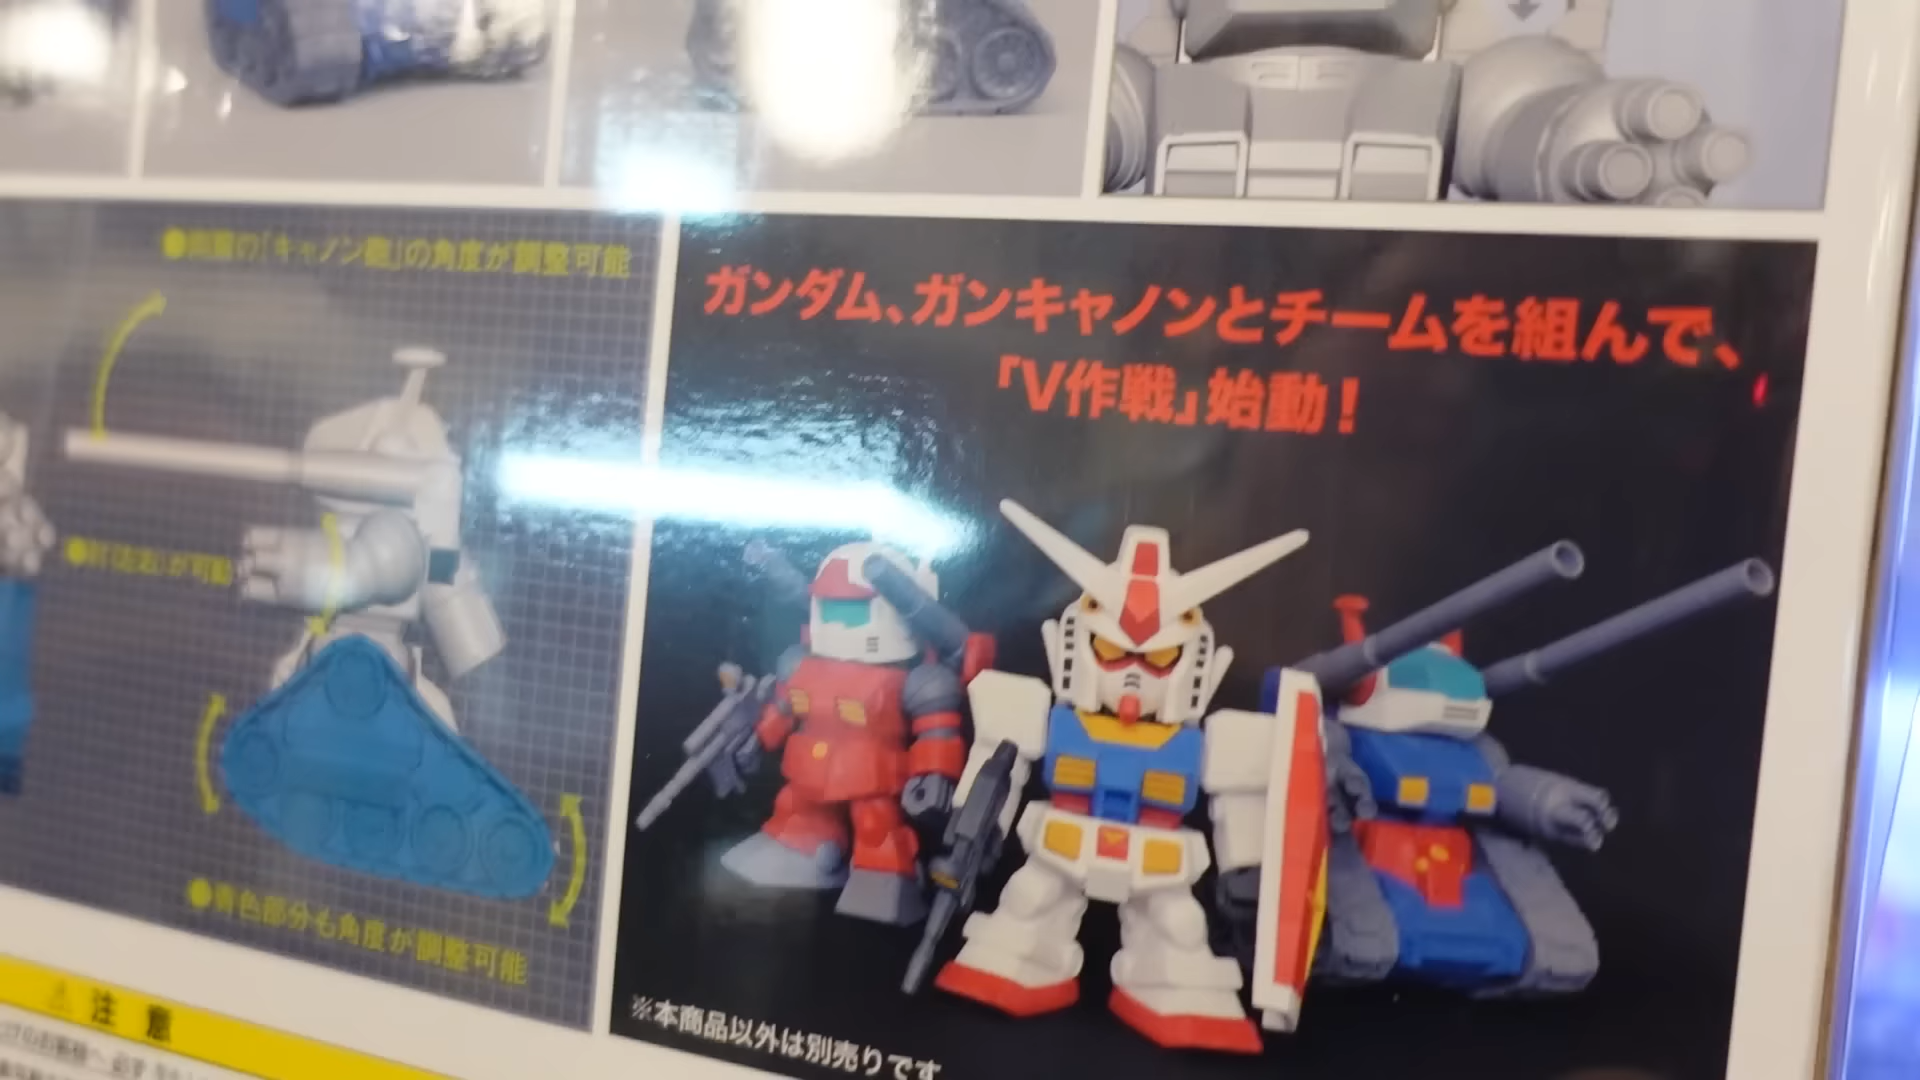 の「キャノン砲」の角度が調整可能
ガンダム、ガンキャノンとチームを組んで、
『V作戦』始動！
が可動
●青色部分も角度が調整可能
※本商品以外は別売りです
⚠ 注意